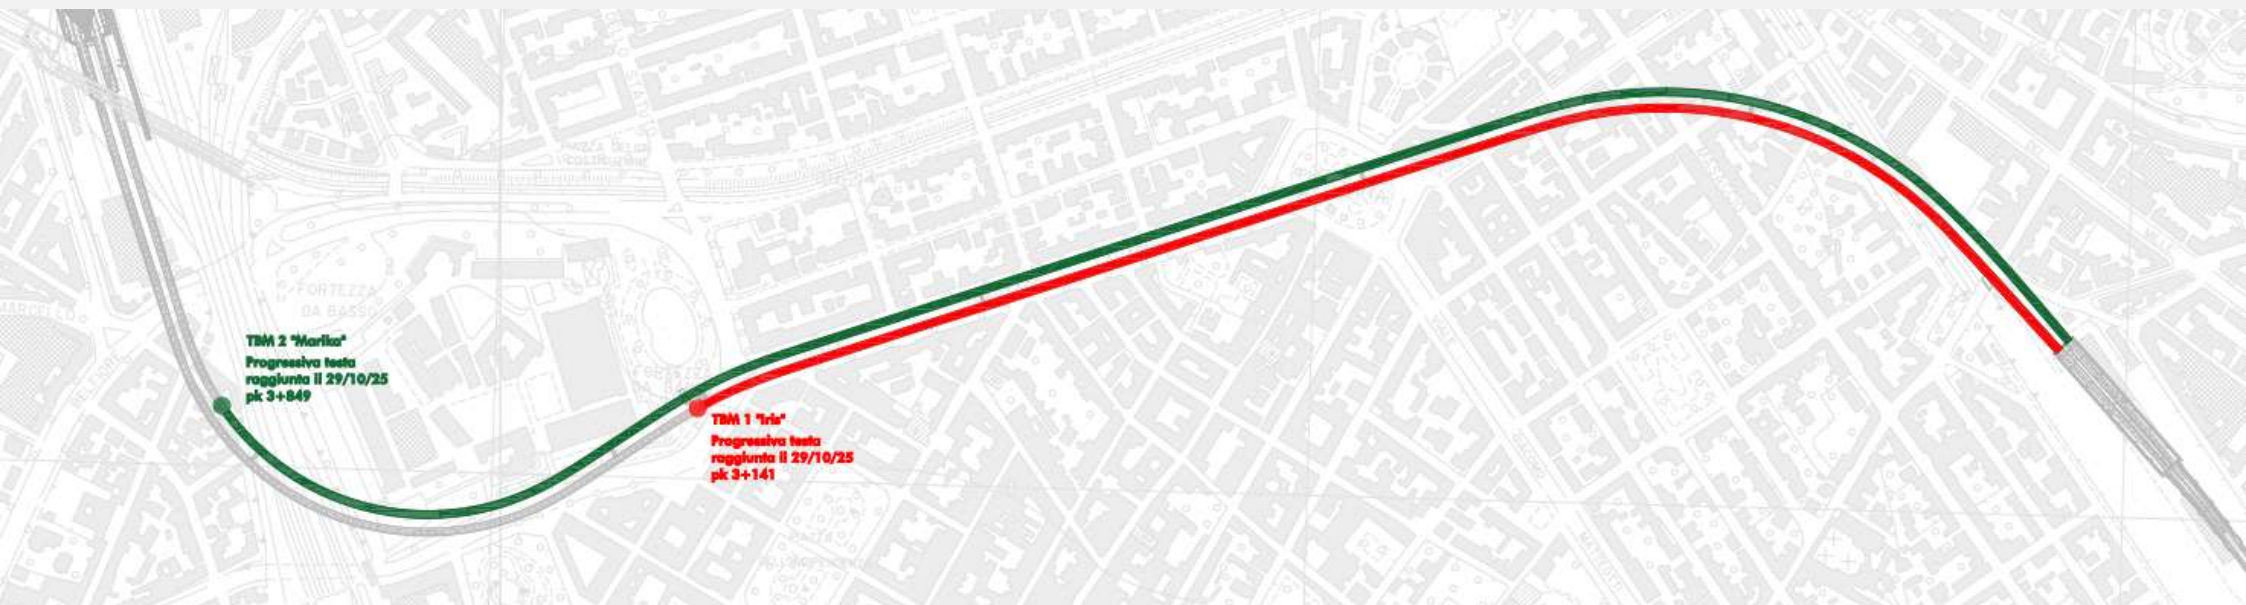 FORTEZZA
DA BASSO
TBM 2 "Marika"
Progressiva testa
raggiunta il 29/10/25
pk 3+849
TBM 1 "Iris"
Progressiva testa
raggiunta il 29/10/25
pk 3+141